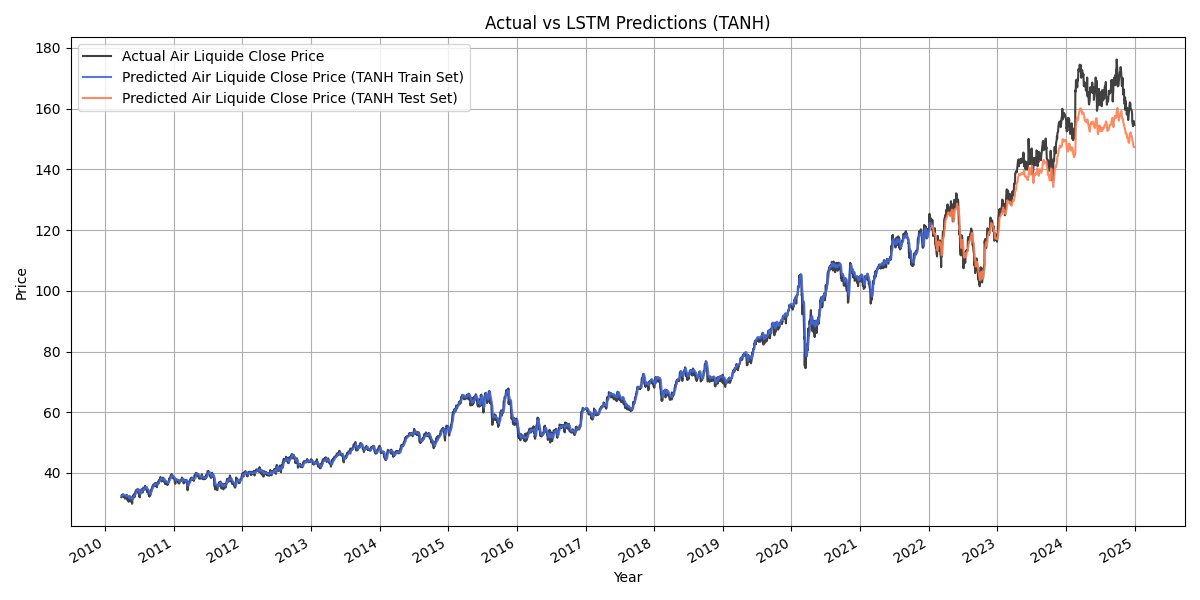 Actual vs LSTM Predictions (TANH)
Actual Air Liquide Close Price
Predicted Air Liquide Close Price (TANH Train Set)
Predicted Air Liquide Close Price (TANH Test Set)
Price
180
160
140
120
100
80
60
40
2010 2011 2012 2013 2014 2015 2016 2017 2018 2019 2020 2021 2022 2023 2024 2025
Year